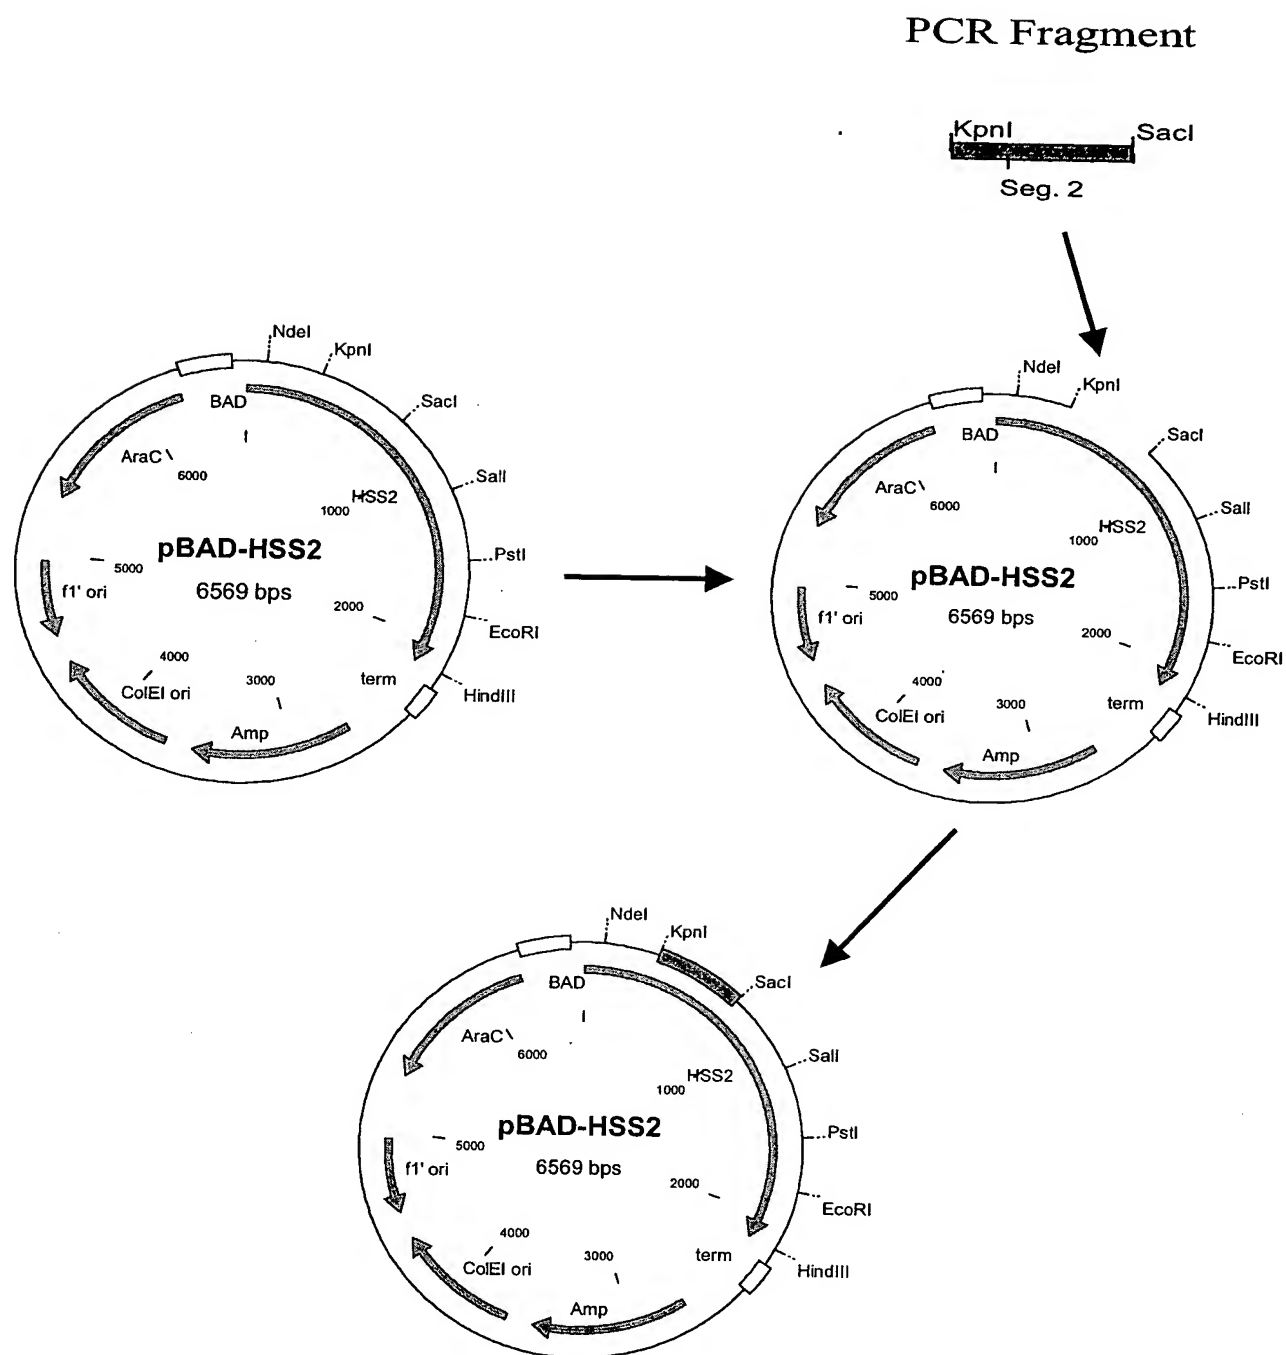 PCR Fragment
KpnI
SacI
Seg. 2
NdeI
KpnI
SacI
SalI
PstI
EcoRI
HindIII
BAD
AraC
6000
HSS2
1000
pBAD-HSS2
6569 bps
5000
f1' ori
2000
4000
ColEI ori
3000
term
Amp
NdeI
KpnI
SacI
SalI
PstI
EcoRI
HindIII
BAD
AraC
6000
HSS2
1000
pBAD-HSS2
6569 bps
5000
f1' ori
2000
4000
ColEI ori
3000
term
Amp
NdeI
KpnI
SacI
SalI
PstI
EcoRI
HindIII
BAD
AraC
6000
HSS2
1000
pBAD-HSS2
6569 bps
5000
f1' ori
2000
4000
ColEI ori
3000
term
Amp